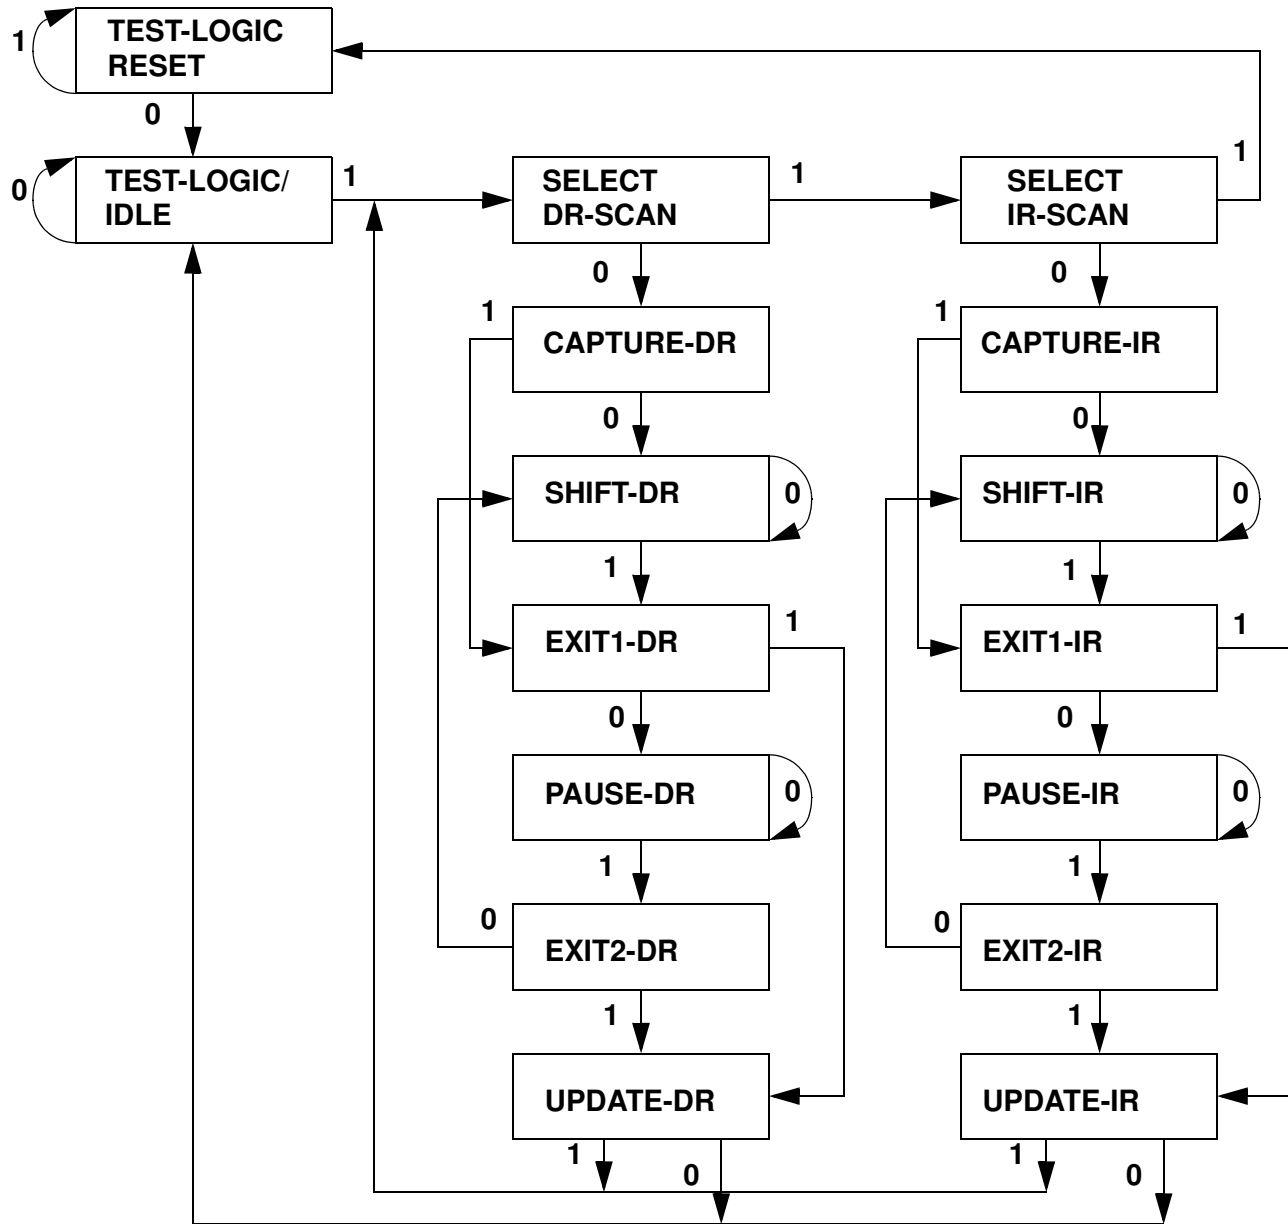 1
TEST-LOGIC
RESET
0
0
TEST-LOGIC/
IDLE
1
SELECT
DR-SCAN
1
SELECT
IR-SCAN
1
0
0
1
CAPTURE-DR
1
CAPTURE-IR
0
0
SHIFT-DR
0
SHIFT-IR
0
1
1
EXIT1-DR
1
EXIT1-IR
1
0
0
PAUSE-DR
0
PAUSE-IR
0
1
1
0
EXIT2-DR
0
EXIT2-IR
1
1
UPDATE-DR
UPDATE-IR
1
0
1
0